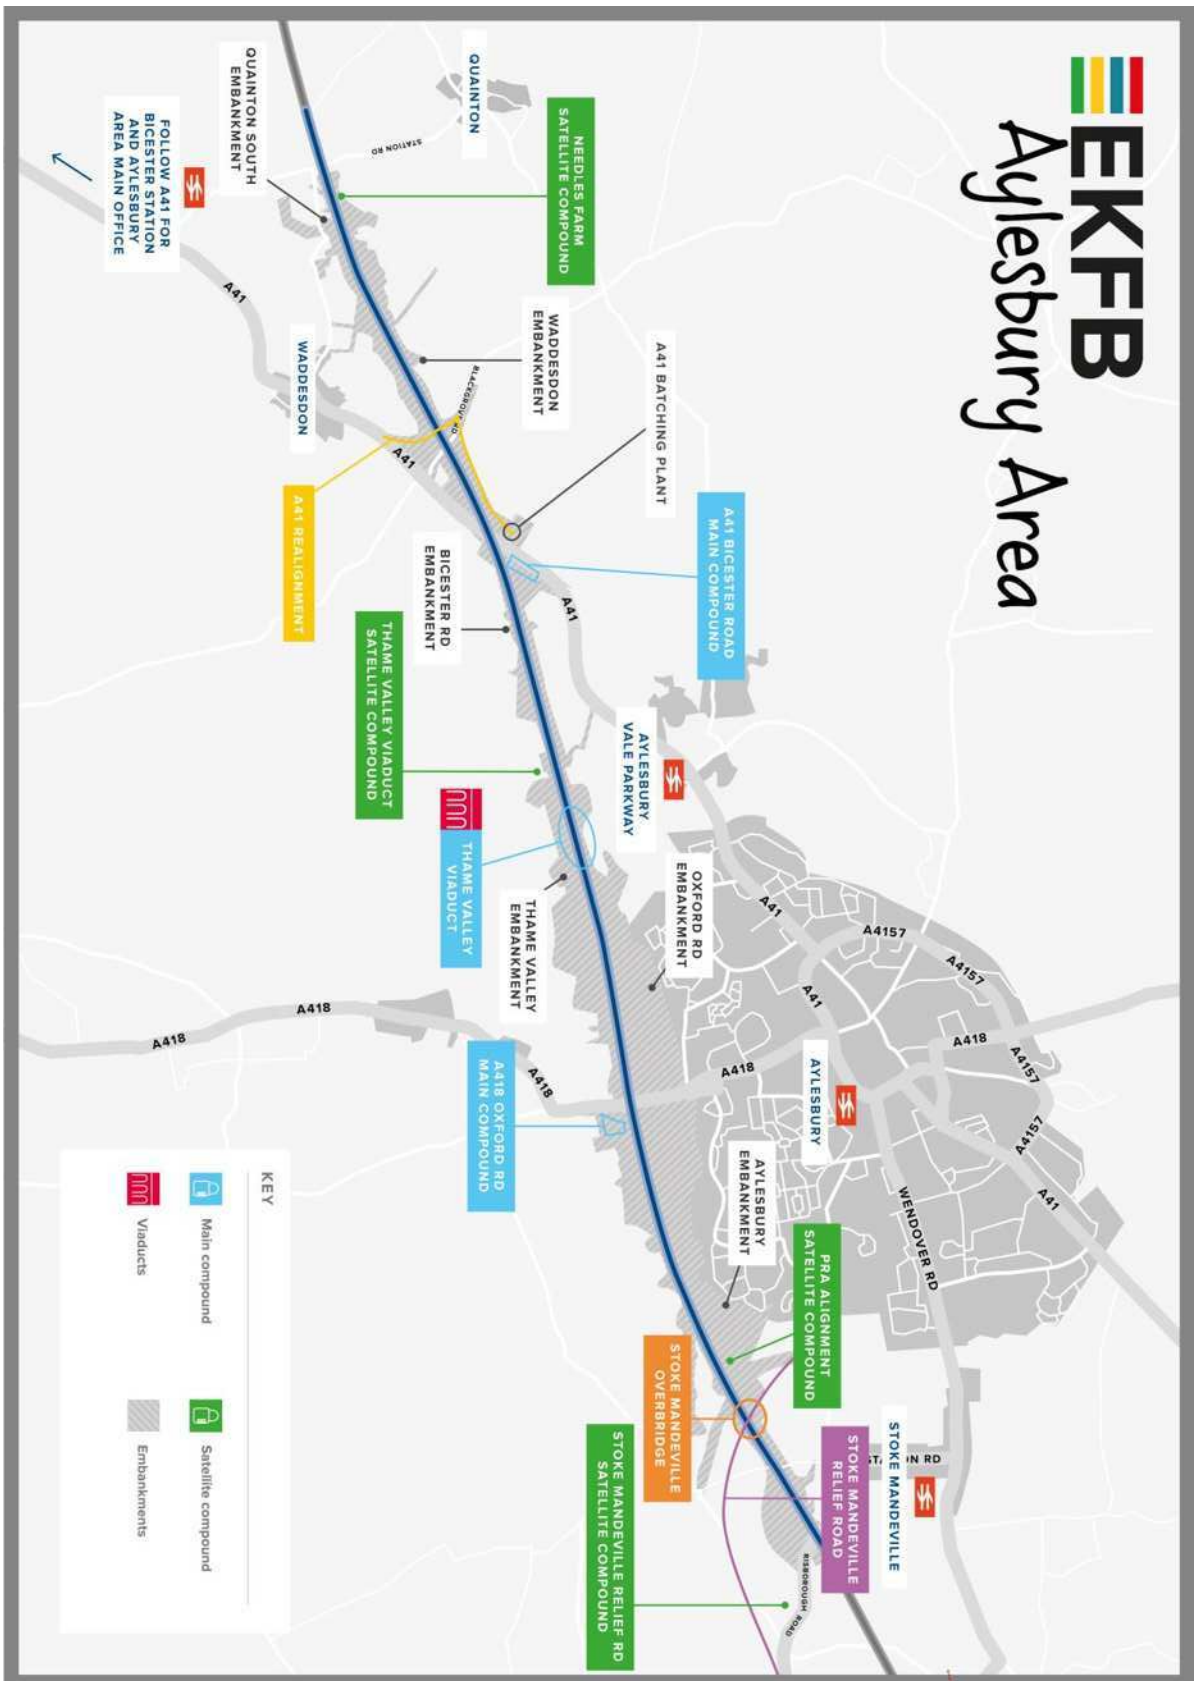 EKFB
Aylesbury Area
QUAINTON
STATION RD
NEEDLES FARM
SATELLITE COMPOUND
QUAINTON SOUTH
EMBANKMENT
FOLLOW A41 FOR
BICESTER STATION
AND AYLESBURY
AREA MAIN OFFICE
A41
WADDESDON
WADDESDON
EMBANKMENT
A41 BATCHING PLANT
A41
A41 REALIGNMENT
A41 BICESTER ROAD
MAIN COMPOUND
BICESTER RD
EMBANKMENT
A41
THAME VALLEY VIADUCT
SATELLITE COMPOUND
AYLESBURY
VALE PARKWAY
THAME VALLEY
VIADUCT
THAME VALLEY
EMBANKMENT
OXFORD RD
EMBANKMENT
A41
A4157
A4157
A41
A418
A4157
A4157
A41
A418
AYLESBURY
A418
A418
A418
A418 OXFORD RD
MAIN COMPOUND
AYLESBURY
EMBANKMENT
WENDOVER RD
PRA ALIGNMENT
SATELLITE COMPOUND
STOKE MANDEVILLE
OVERBRIDGE
STOKE MANDEVILLE
RELIEF ROAD
STOKE MANDEVILLE
STOKE MANDEVILLE RELIEF RD
SATELLITE COMPOUND
RISBOROUGH ROAD
KEY
Main compound
Satellite compound
Viaducts
Embankments